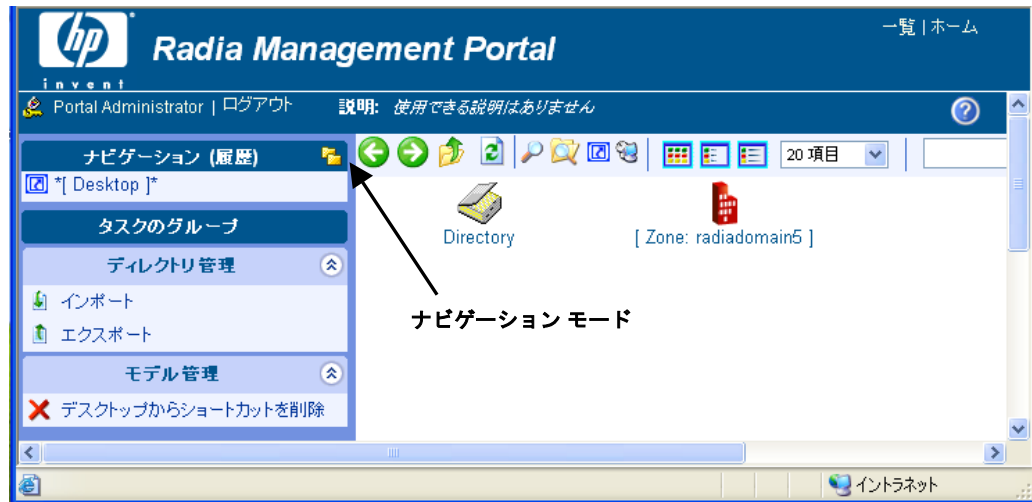 hp
invent
Radia Management Portal
一覧 | ホーム
Portal Administrator | ログアウト
説明: 使用できる説明はありません
?
ナビゲーション (履歴)
*[ Desktop ]*
20 項目
タスクのグループ
Directory
[ Zone: radiadomain5 ]
ディレクトリ管理
インポート
エクスポート
ナビゲーション モード
モデル管理
デスクトップからショートカットを削除
イントラネット